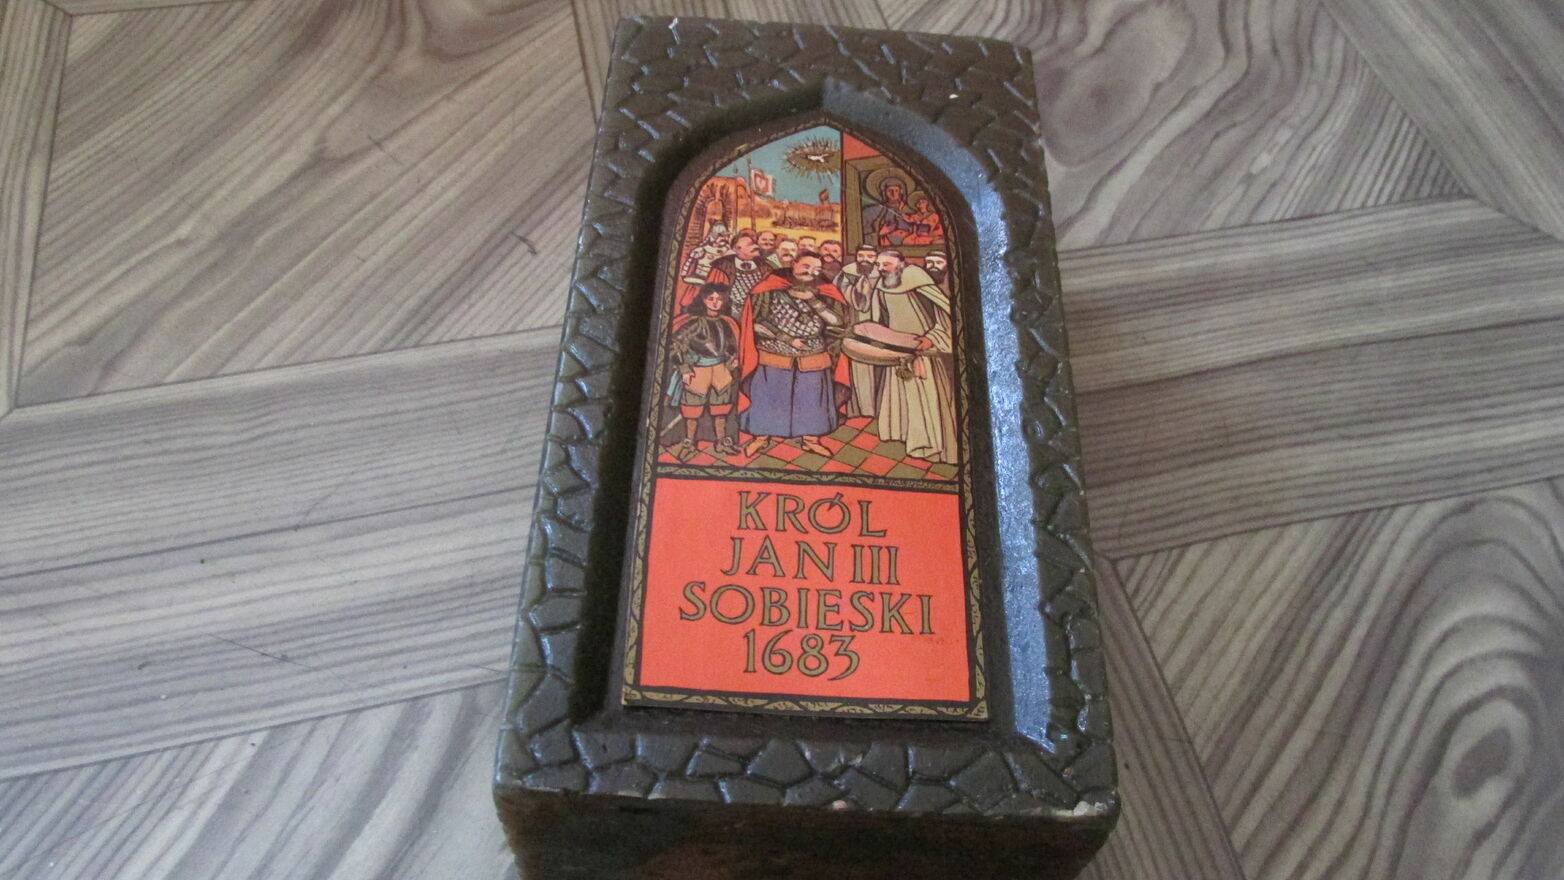 KRÓL
JAN III
SOBIESKI
1683